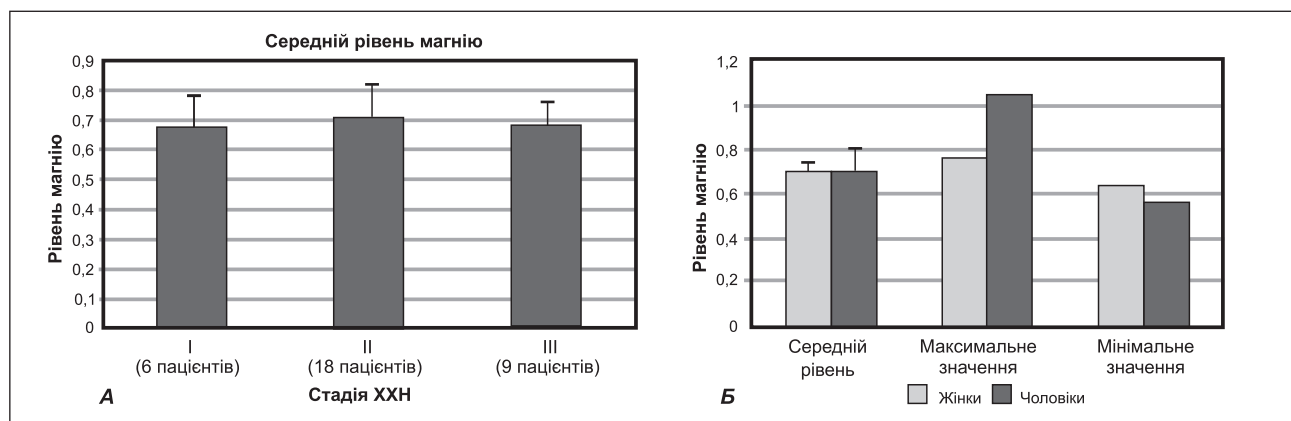 Середній рівень магнію
Рівень магнію
0,9
0,8
0,7
0,6
0,5
0,4
0,3
0,2
0,1
0
I
(6 пацієнтів)
II
(18 пацієнтів)
III
(9 пацієнтів)
Стадія ХХН
А
Рівень магнію
1,2
1
0,8
0,6
0,4
0,2
0
Середній
рівень
Максимальне
значення
Мінімальне
значення
Жінки
Чоловіки
Б